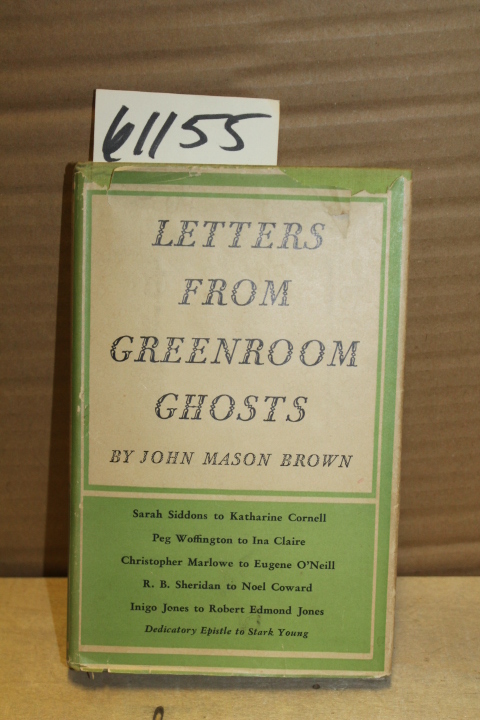 61155
LETTERS
FROM
GREENROOM
GHOSTS
BY JOHN MASON BROWN
Sarah Siddons to Katharine Cornell
Peg Woffington to Ina Claire
Christopher Marlowe to Eugene O'Neill
R. B. Sheridan to Noel Coward
Inigo Jones to Robert Edmond Jones
Dedicatory Epistle to Stark Young